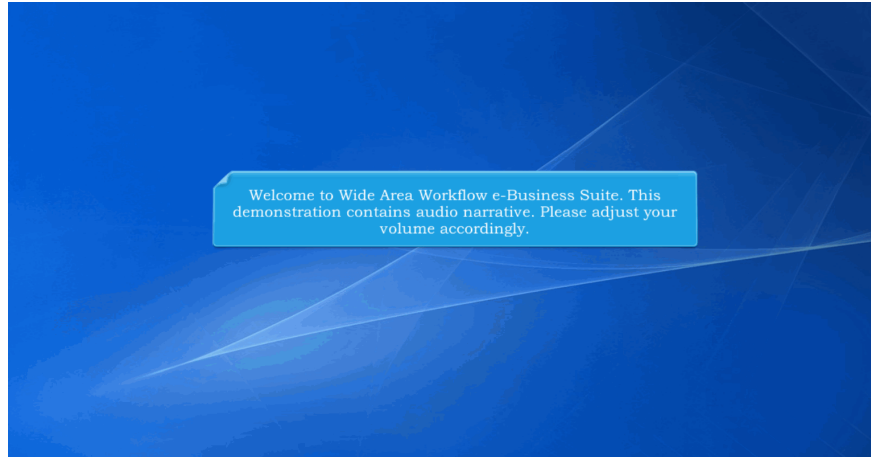 Welcome to Wide Area Workflow e-Business Suite. This
demonstration contains audio narrative. Please adjust your
volume accordingly.